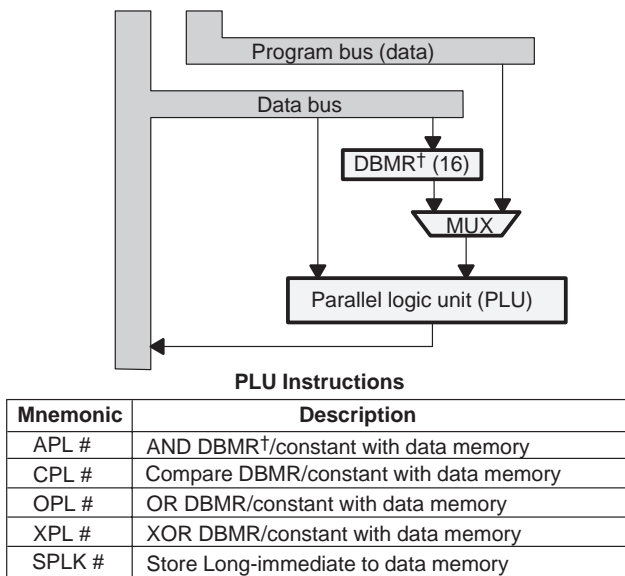 Program bus (data)
Data bus
DBMR† (16)
MUX
Parallel logic unit (PLU)
PLU Instructions
Mnemonic Description
APL # AND DBMR†/constant with data memory
CPL # Compare DBMR/constant with data memory
OPL # OR DBMR/constant with data memory
XPL # XOR DBMR/constant with data memory
SPLK # Store Long-immediate to data memory